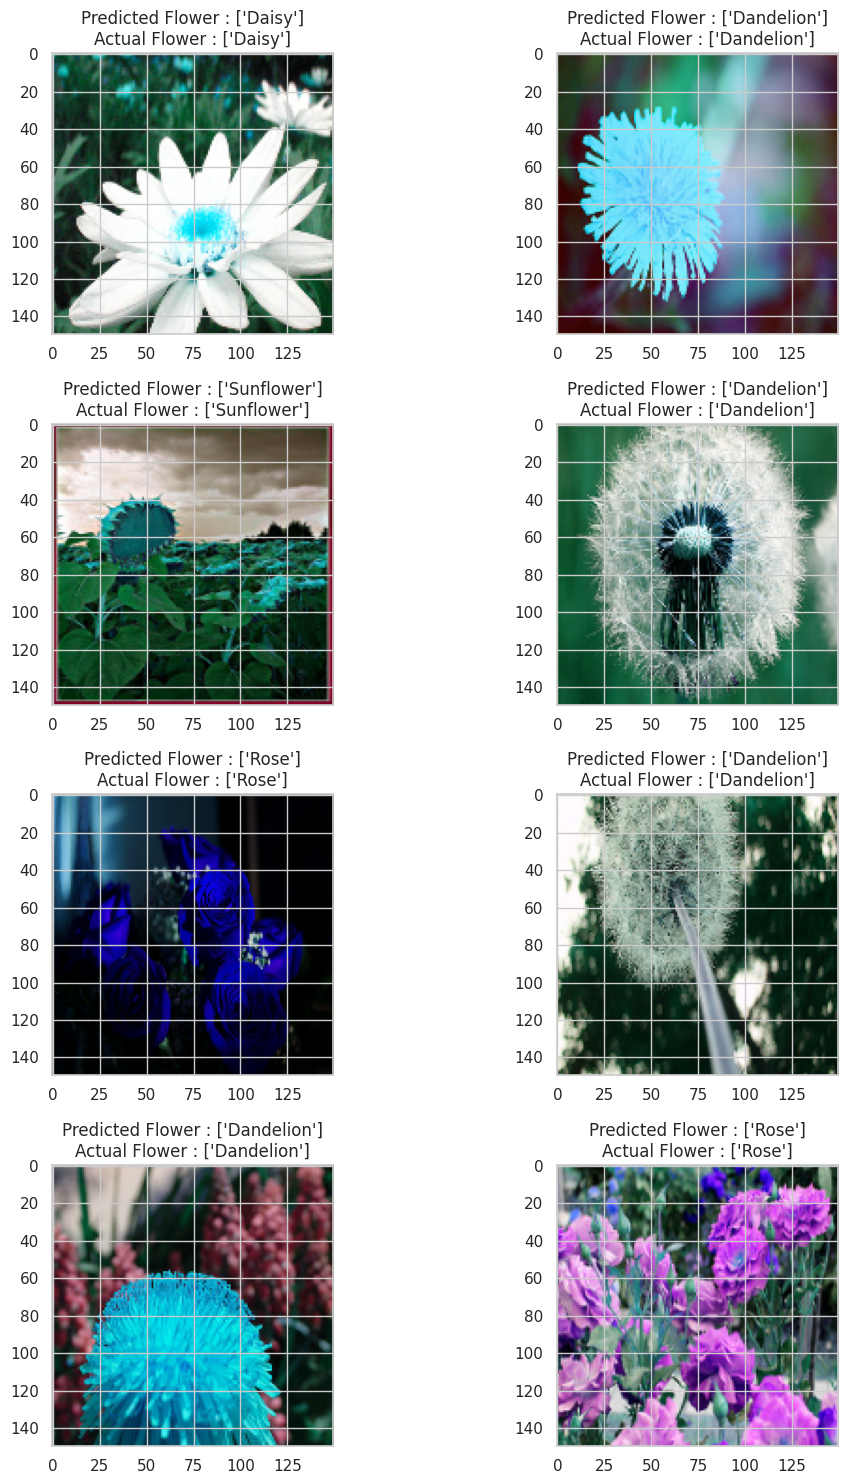 Predicted Flower : ['Daisy']
Actual Flower : ['Daisy']
0
20
40
60
80
100
120
140
0 25 50 75 100 125
Predicted Flower : ['Dandelion']
Actual Flower : ['Dandelion']
0
20
40
60
80
100
120
140
0 25 50 75 100 125
Predicted Flower : ['Sunflower']
Actual Flower : ['Sunflower']
0
20
40
60
80
100
120
140
0 25 50 75 100 125
Predicted Flower : ['Dandelion']
Actual Flower : ['Dandelion']
0
20
40
60
80
100
120
140
0 25 50 75 100 125
Predicted Flower : ['Rose']
Actual Flower : ['Rose']
0
20
40
60
80
100
120
140
0 25 50 75 100 125
Predicted Flower : ['Dandelion']
Actual Flower : ['Dandelion']
0
20
40
60
80
100
120
140
0 25 50 75 100 125
Predicted Flower : ['Dandelion']
Actual Flower : ['Dandelion']
0
20
40
60
80
100
120
140
0 25 50 75 100 125
Predicted Flower : ['Rose']
Actual Flower : ['Rose']
0
20
40
60
80
100
120
140
0 25 50 75 100 125